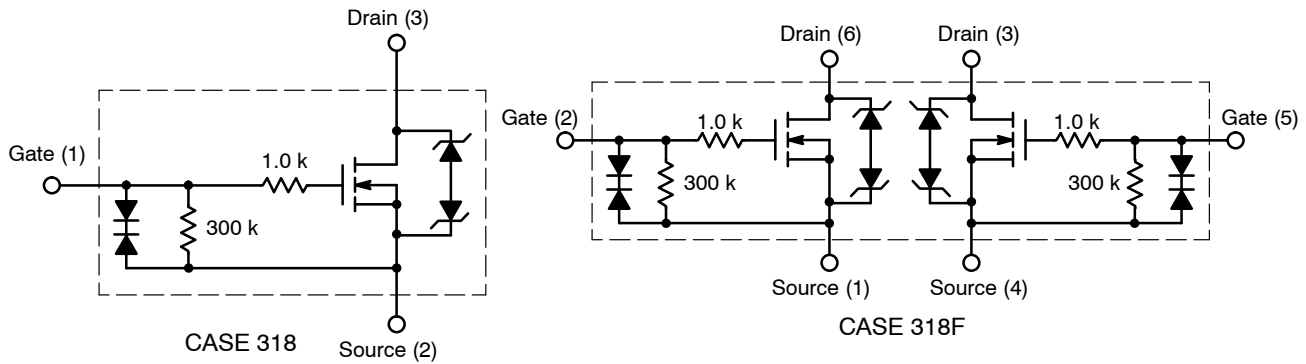 Drain (3)
Gate (1)
1.0 k
300 k
CASE 318
Source (2)
Drain (6)
Drain (3)
Gate (2)
1.0 k
1.0 k
Gate (5)
300 k
300 k
Source (1)
Source (4)
CASE 318F